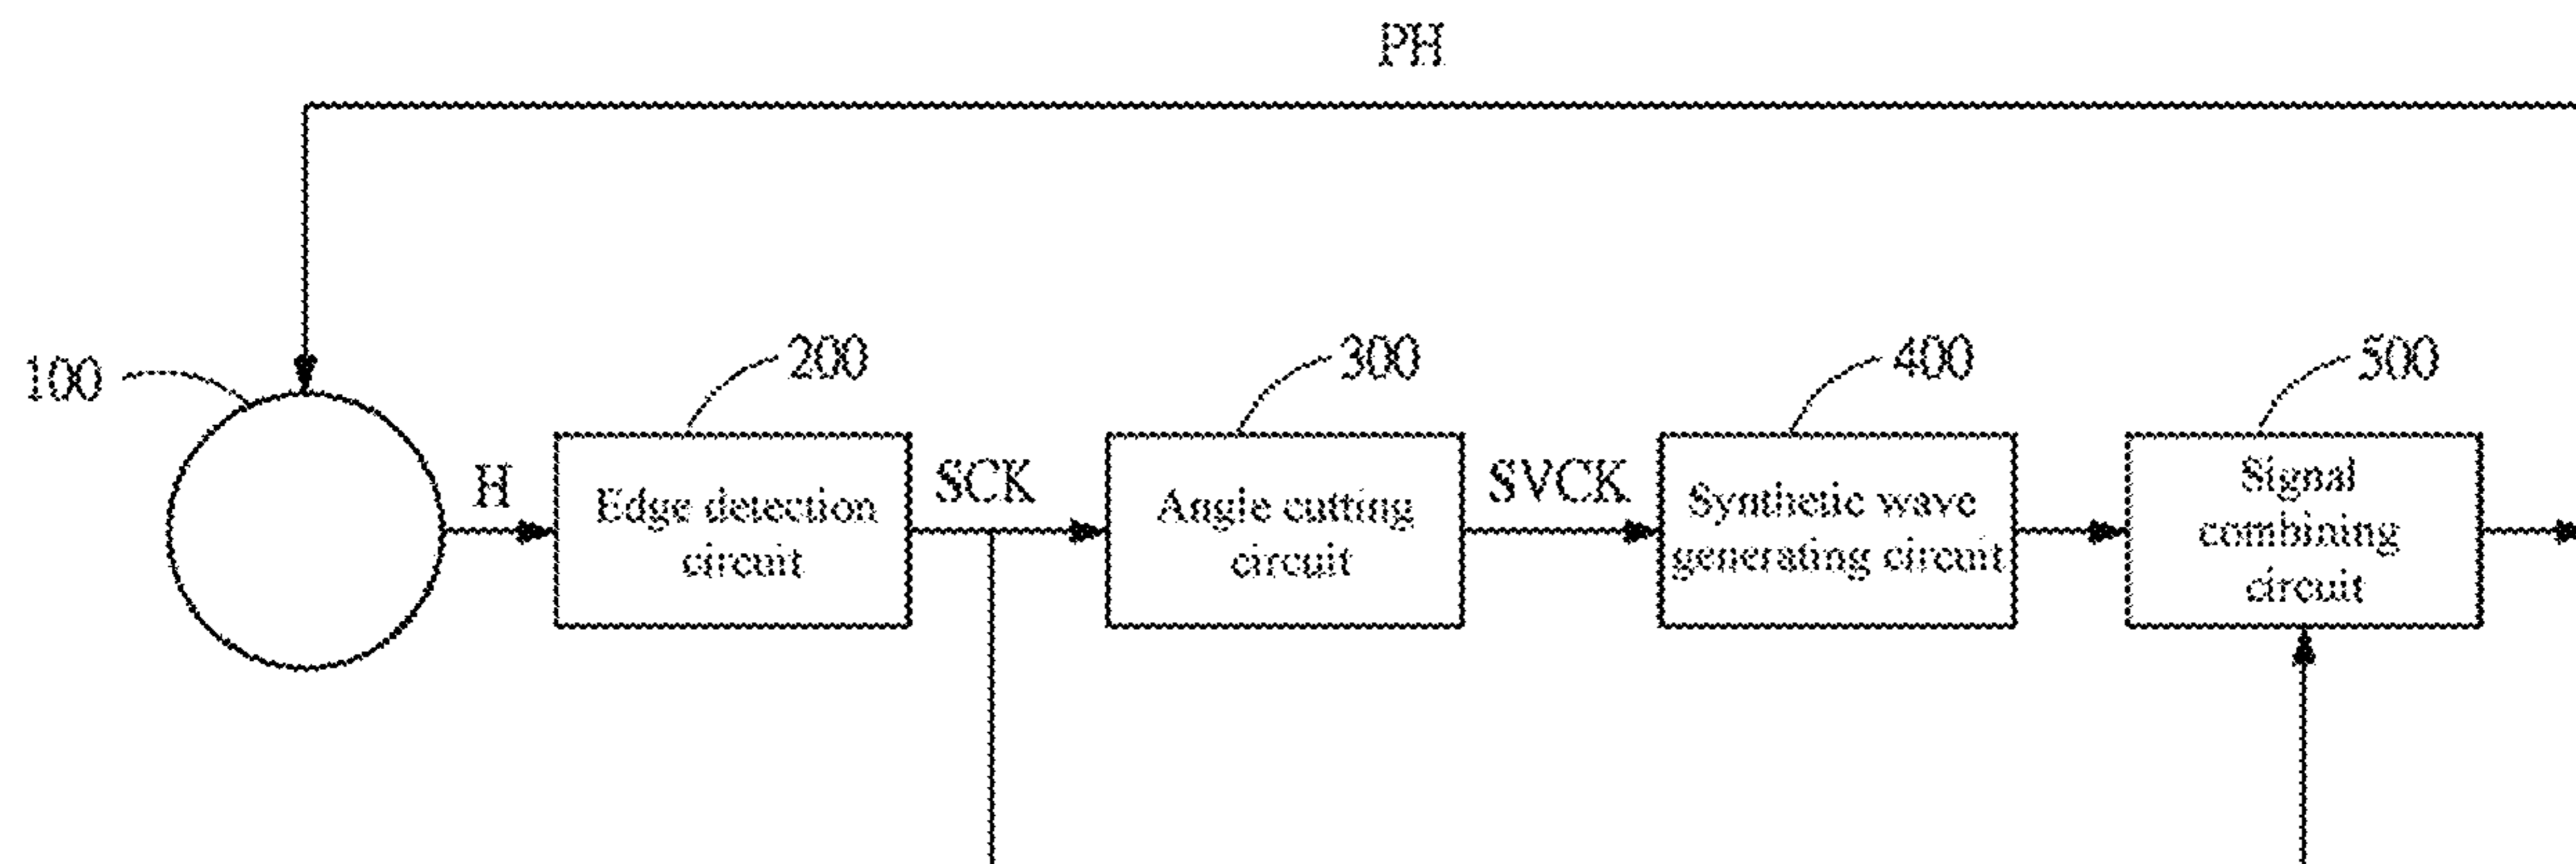 PH
100
200
300
400
500
H
SCK
SVCK
Edge detection
circuit
Angle cutting
circuit
Synthetic wave
generating circuit
Signal
combining
circuit